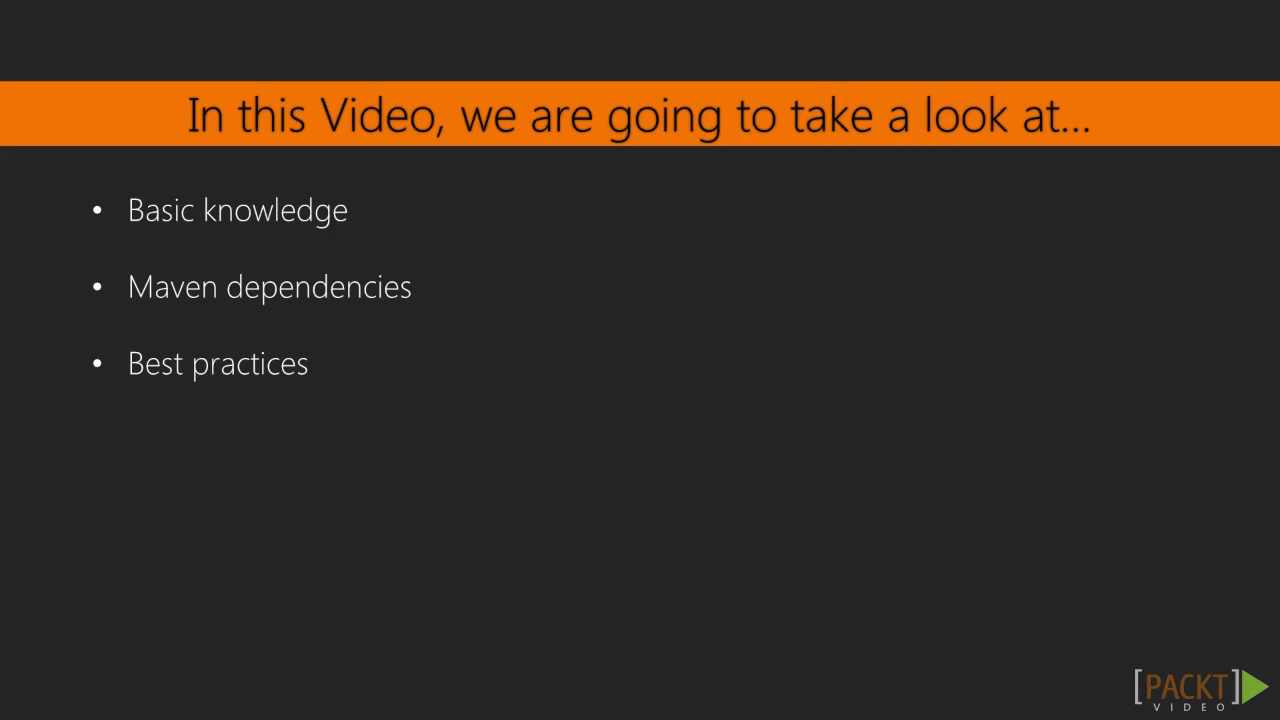 In this Video, we are going to take a look at...
• Basic knowledge
• Maven dependencies
• Best practices
[PACKT]
VIDEO